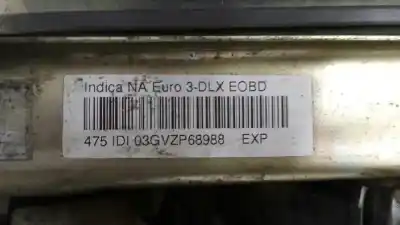 Indica NA Euro 3-DLX EOBD
475 IDI 03GVZP68988 EXP